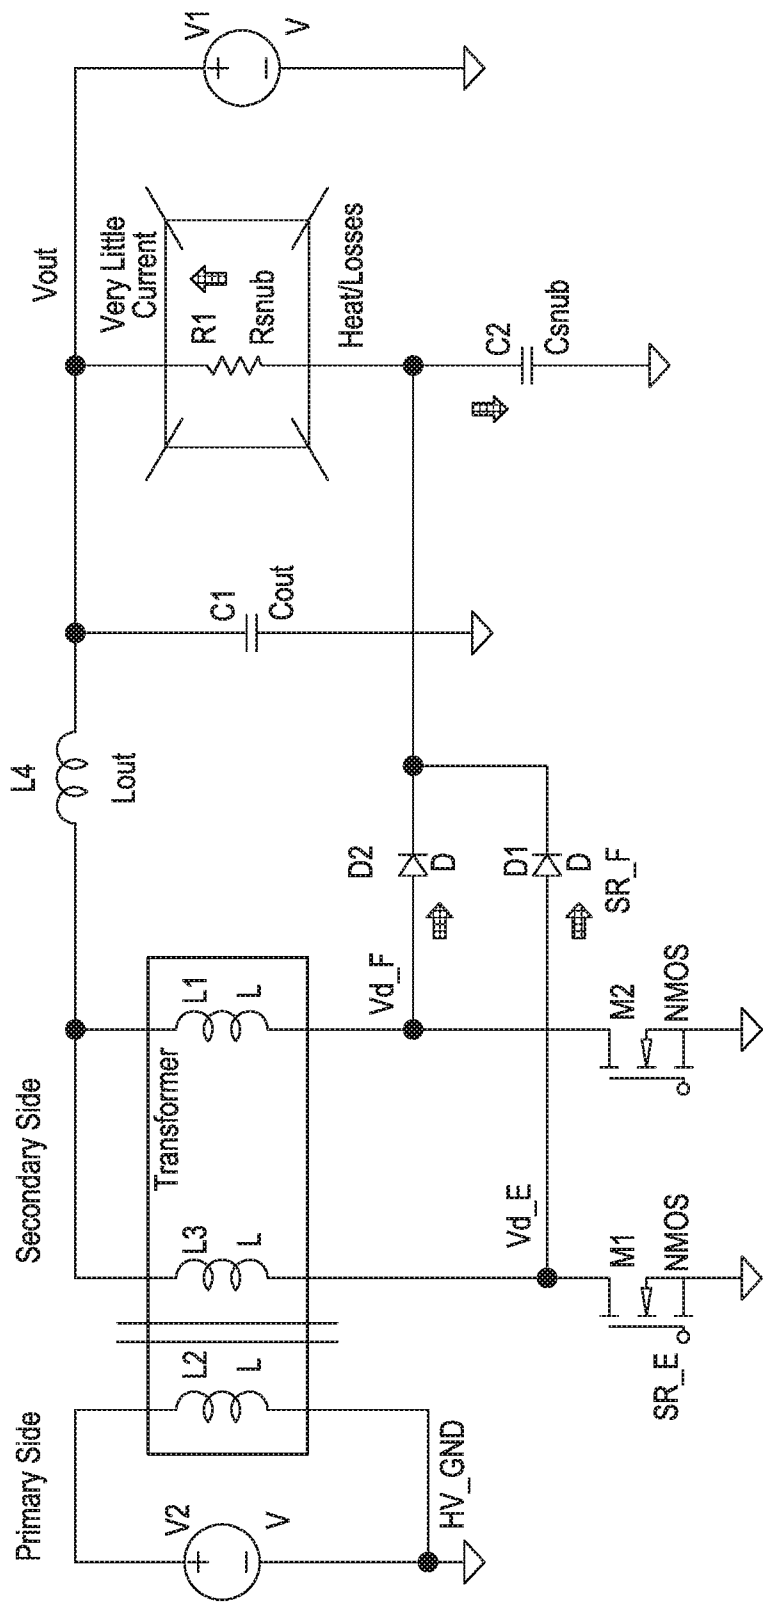 Primary Side
Secondary Side
Vout
V2
V
HV_GND
L2
L
L3
L
L1
L
Transformer
L4
Lout
C1
Cout
Very Little
Current
R1
Rsnub
Heat/Losses
V1
V
C2
Csnub
Vd_F
D2
D
Vd_E
D1
D
SR_F
M1
NMOS
SR_E
M2
NMOS